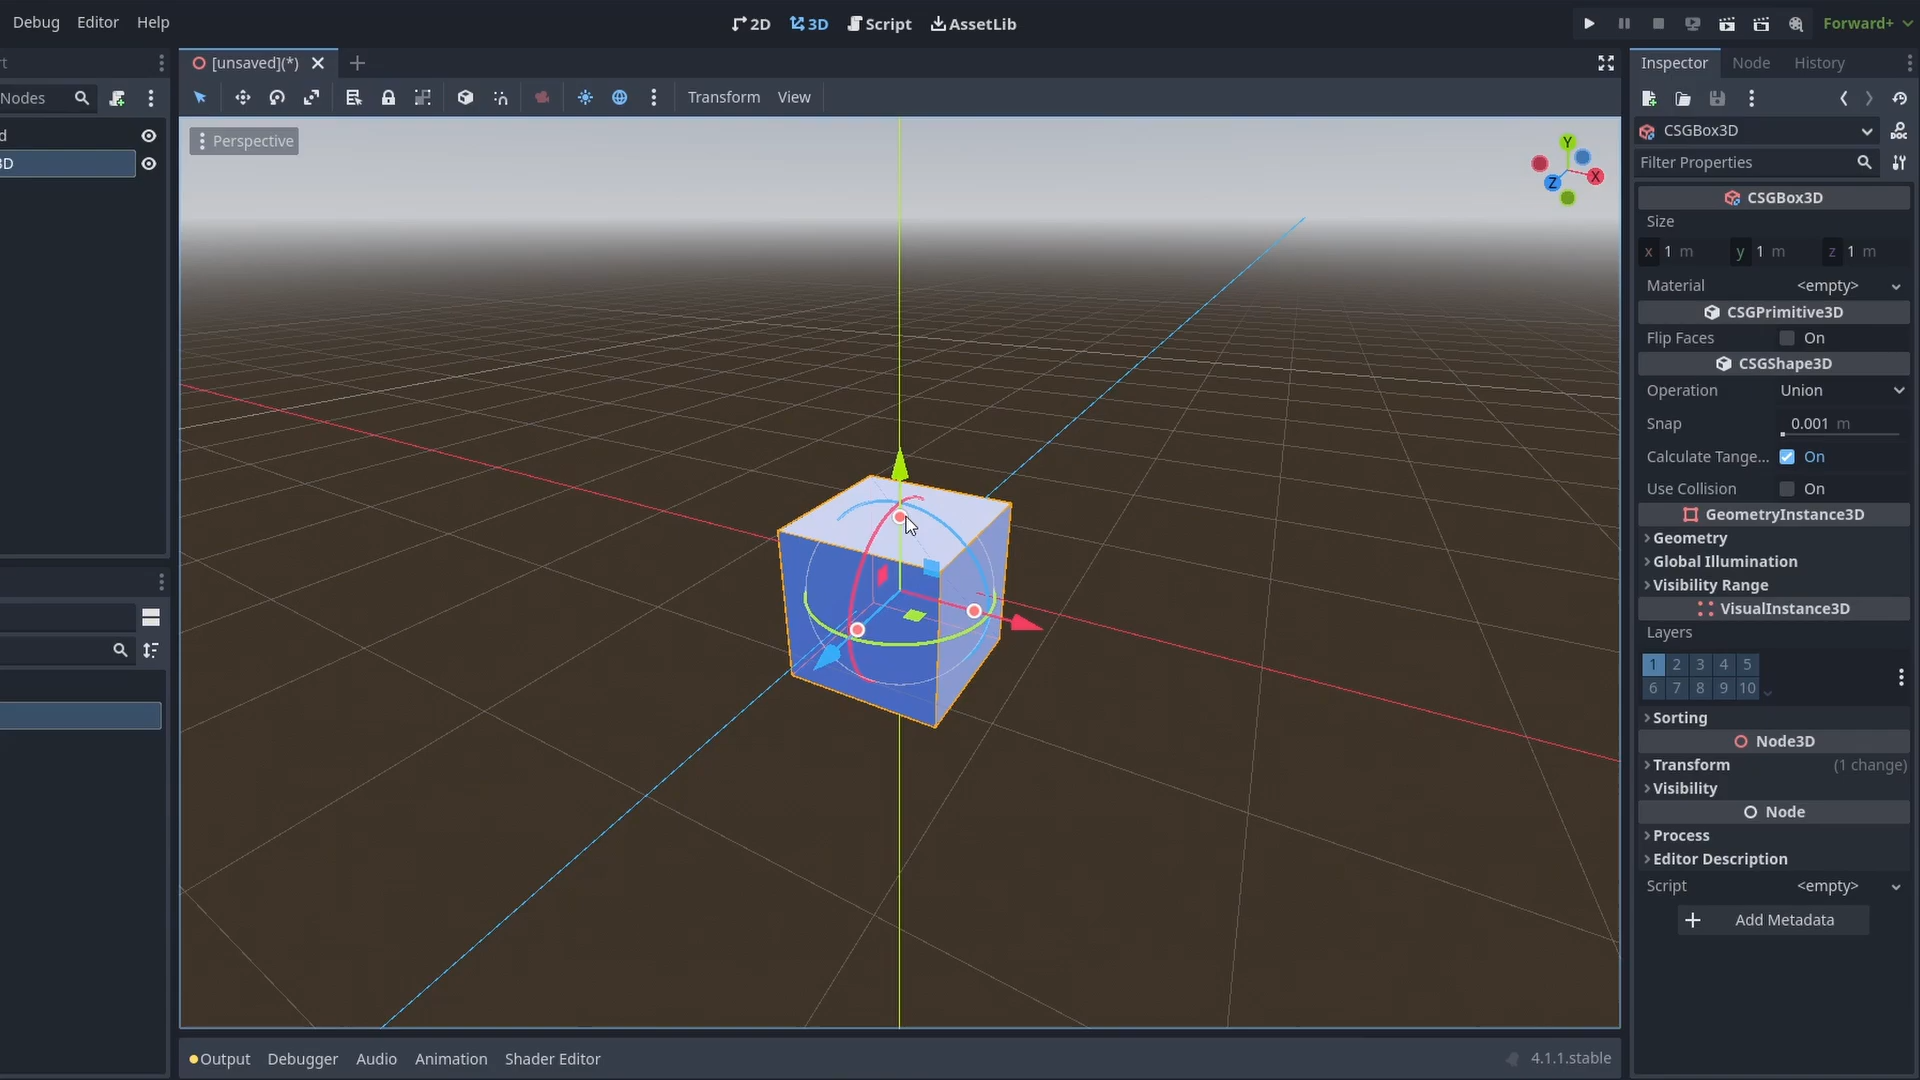 Debug Editor Help
2D 3D Script AssetLib
Forward+
[unsaved](*)
Inspector Node History
Nodes
Transform View
Perspective
Y
X
Z
3D
CSGBox3D
DOC
Filter Properties
CSGBox3D
Size
x 1 m y 1 m z 1 m
Material <empty>
CSGPrimitive3D
Flip Faces On
CSGShape3D
Operation Union
Snap 0.001 m
Calculate Tange... On
Use Collision On
GeometryInstance3D
Geometry
Global Illumination
Visibility Range
VisualInstance3D
Layers
1 2 3 4 5
6 7 8 9 10
Sorting
Node3D
Transform (1 change)
Visibility
Node
Process
Editor Description
Script <empty>
Add Metadata
Output Debugger Audio Animation Shader Editor
4.1.1.stable